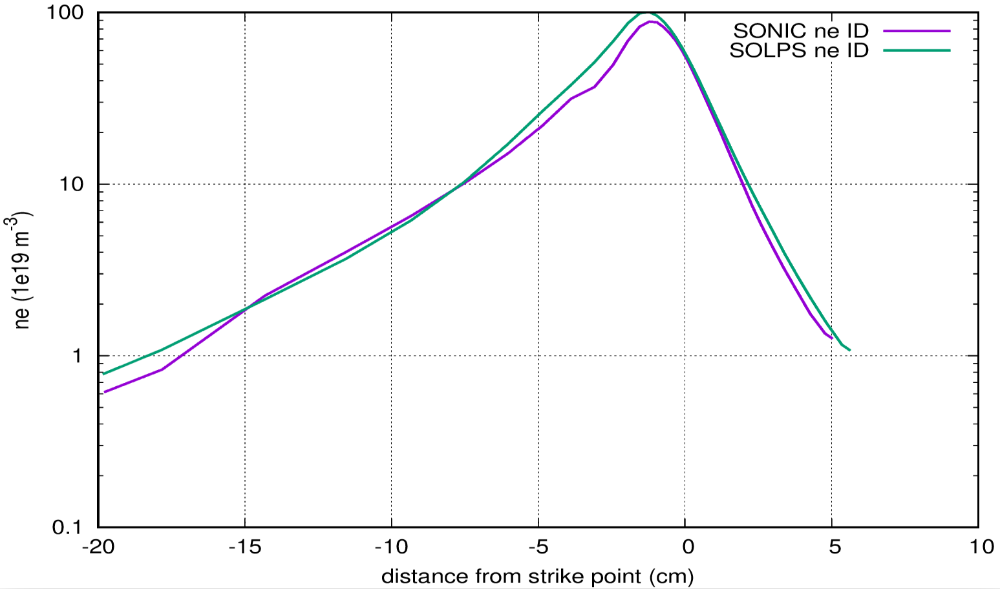 100
10
1
0.1
ne (1e19 m-3)
SONIC ne ID
SOLPS ne ID
-20 -15 -10 -5 0 5 10
distance from strike point (cm)